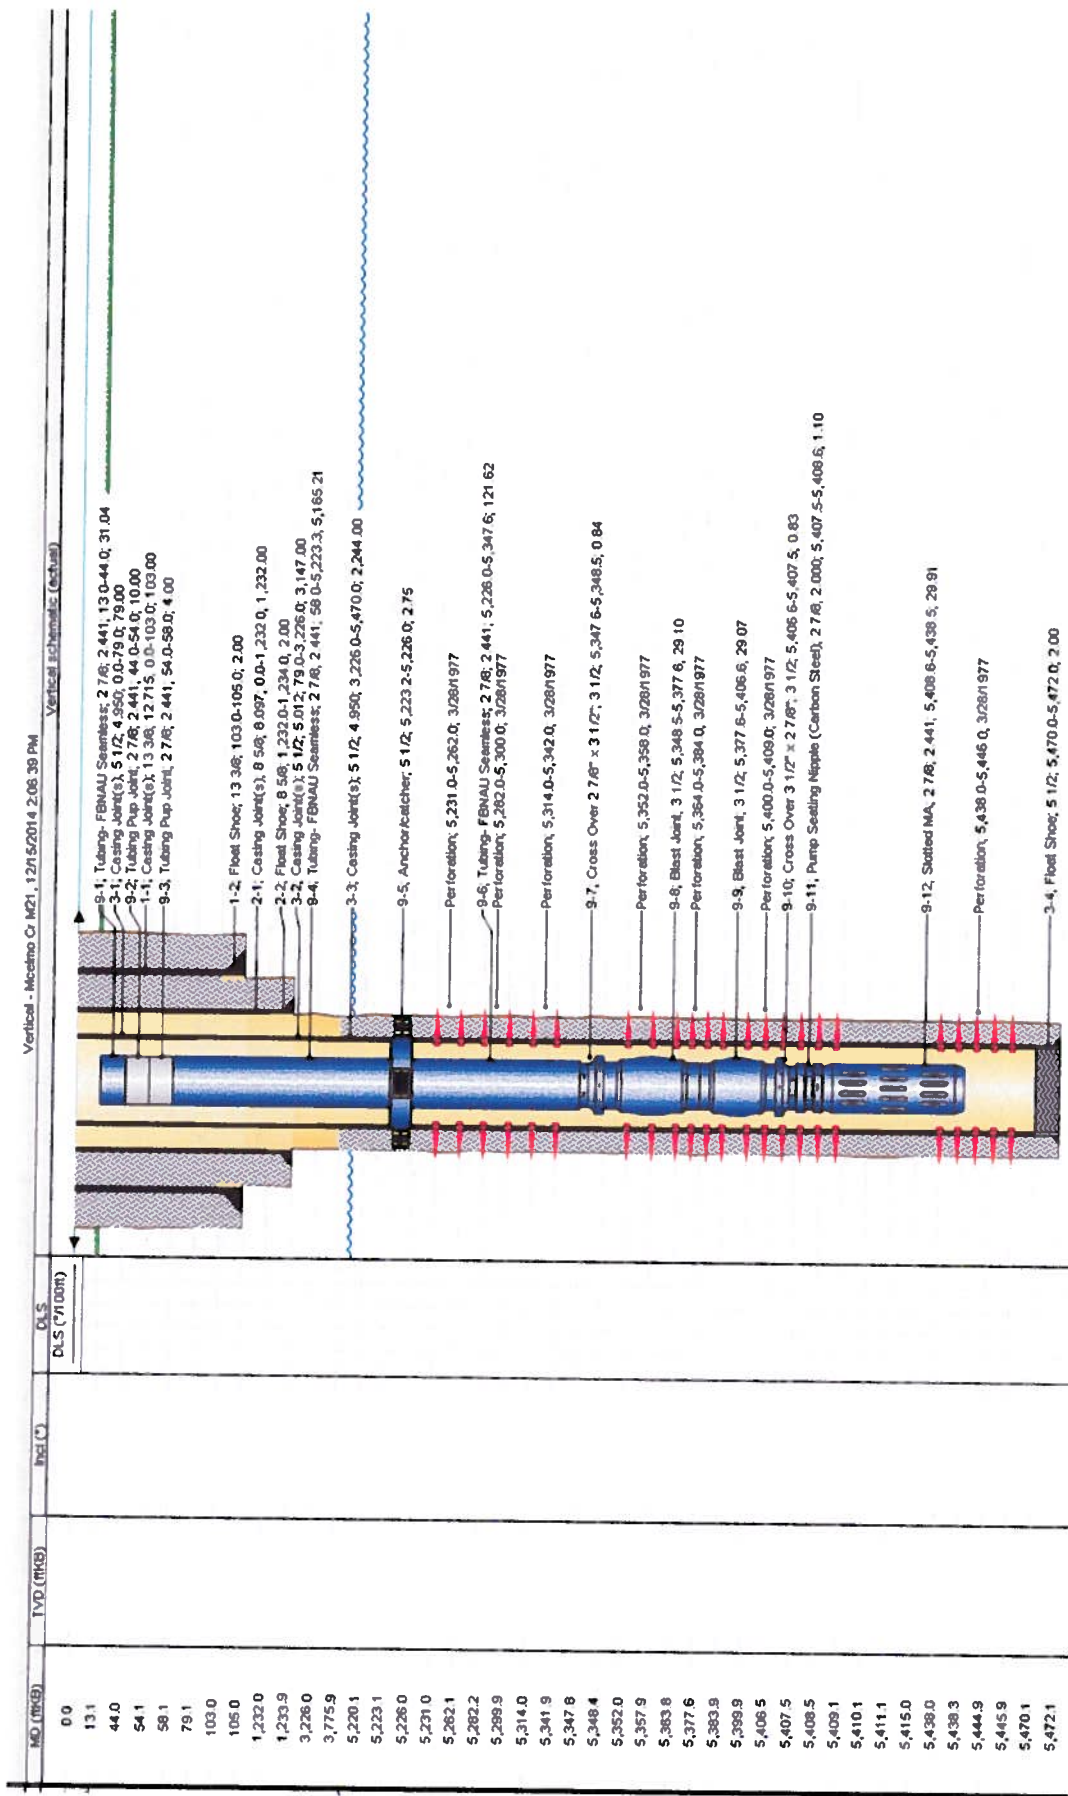 Vertical - Mcelmo Cr M21, 12/15/2014 2:06:39 PM
MD (ftKB)
TVD (ftKB)
Incl (°)
DLS
Vertical schematic (actual)
DLS (°/100ft)
0.0
13.1
44.0
54.1
58.1
79.1
103.0
105.0
1,232.0
1,233.9
3,226.0
3,775.9
5,220.1
5,223.1
5,226.0
5,231.0
5,262.1
5,282.2
5,299.9
5,314.0
5,341.9
5,347.8
5,348.4
5,352.0
5,357.9
5,363.8
5,377.6
5,383.9
5,399.9
5,406.5
5,407.5
5,408.5
5,409.1
5,410.1
5,411.1
5,415.0
5,438.0
5,438.3
5,444.9
5,445.9
5,470.1
5,472.1
9-1; Tubing- FBNAU Seamless; 2 7/8; 2.441; 13.0-44.0; 31.04
3-1; Casing Joint(s); 5 1/2; 4.950; 0.0-79.0; 79.00
9-2; Tubing Pup Joint; 2 7/8; 2.441; 44.0-54.0; 10.00
1-1; Casing Joint(s); 13 3/8; 12.715; 0.0-103.0; 103.00
9-3; Tubing Pup Joint; 2 7/8; 2.441; 54.0-58.0; 4.00
1-2; Float Shoe; 13 3/8; 103.0-105.0; 2.00
2-1; Casing Joint(s); 8 5/8; 8.097; 0.0-1,232.0; 1,232.00
2-2; Float Shoe; 8 5/8; 1,232.0-1,234.0; 2.00
3-2; Casing Joint(s); 5 1/2; 5.012; 79.0-3,226.0; 3,147.00
9-4; Tubing- FBNAU Seamless; 2 7/8; 2.441; 58.0-5,223.3; 5,165.21
3-3; Casing Joint(s); 5 1/2; 4.950; 3,226.0-5,470.0; 2,244.00
9-5; Anchor/catcher; 5 1/2; 5,223.2-5,226.0; 2.75
Perforation; 5,231.0-5,262.0; 3/28/1977
9-6; Tubing- FBNAU Seamless; 2 7/8; 2.441; 5,226.0-5,347.6; 121.62
Perforation; 5,282.0-5,300.0; 3/28/1977
Perforation; 5,314.0-5,342.0; 3/28/1977
9-7; Cross Over 2 7/8" x 3 1/2"; 3 1/2; 5,347.6-5,348.5; 0.84
Perforation; 5,352.0-5,358.0; 3/28/1977
9-8; Blast Joint; 3 1/2; 5,348.5-5,377.6; 29.10
Perforation; 5,364.0-5,384.0; 3/28/1977
9-9; Blast Joint; 3 1/2; 5,377.6-5,406.6; 29.07
Perforation; 5,400.0-5,409.0; 3/28/1977
9-10; Cross Over 3 1/2" x 2 7/8"; 3 1/2; 5,406.6-5,407.5; 0.83
9-11; Pump Seating Nipple (Carbon Steel); 2 7/8; 2.000; 5,407.5-5,408.6; 1.10
9-12; Slotted MA; 2 7/8; 2.441; 5,408.6-5,438.5; 29.91
Perforation; 5,438.0-5,446.0; 3/28/1977
3-4; Float Shoe; 5 1/2; 5,470.0-5,472.0; 2.00